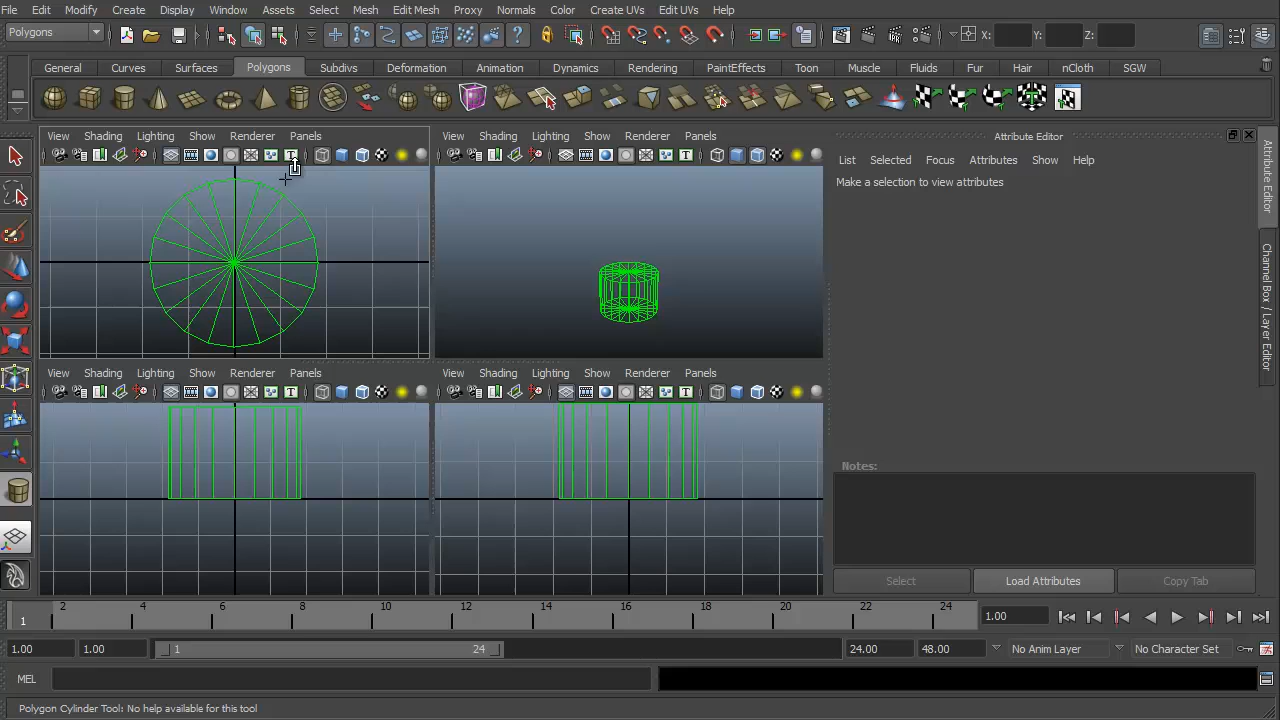 File Edit Modify Create Display Window Assets Select Mesh Edit Mesh Proxy Normals Color Create UVs Edit UVs Help
Polygons X: Y: Z:
General Curves Surfaces Polygons Subdivs Deformation Animation Dynamics Rendering PaintEffects Toon Muscle Fluids Fur Hair nCloth SGW
View Shading Lighting Show Renderer Panels
View Shading Lighting Show Renderer Panels
Attribute Editor
List Selected Focus Attributes Show Help
Make a selection to view attributes
Attribute Editor
Channel Box / Layer Editor
View Shading Lighting Show Renderer Panels
View Shading Lighting Show Renderer Panels
Notes:
Select Load Attributes Copy Tab
1 2 4 6 8 10 12 14 16 18 20 22 24 1.00
1.00 1.00 1 24 24.00 48.00 No Anim Layer No Character Set
MEL
Polygon Cylinder Tool: No help available for this tool